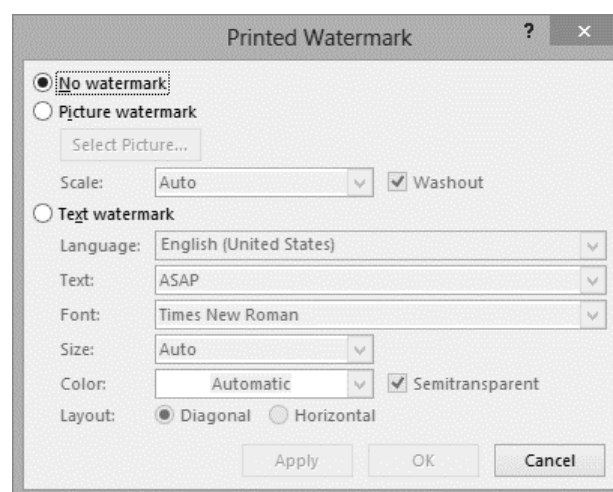 Printed Watermark ? ×
No watermark
Picture watermark
Select Picture...
Scale: Auto Washout
Text watermark
Language: English (United States)
Text: ASAP
Font: Times New Roman
Size: Auto
Color: Automatic Semitransparent
Layout: Diagonal Horizontal
Apply OK Cancel